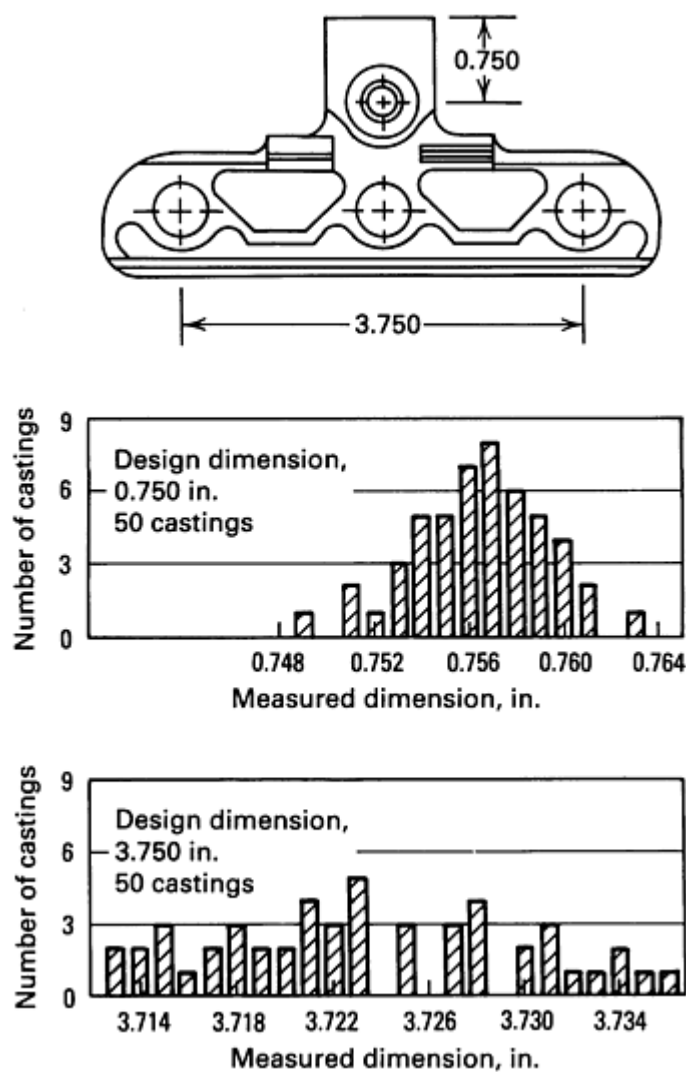 0.750
3.750
Number of castings
9
6
3
0
Design dimension,
0.750 in.
50 castings
0.748
0.752
0.756
0.760
0.764
Measured dimension, in.
Number of castings
9
6
3
0
Design dimension,
3.750 in.
50 castings
3.714
3.718
3.722
3.726
3.730
3.734
Measured dimension, in.